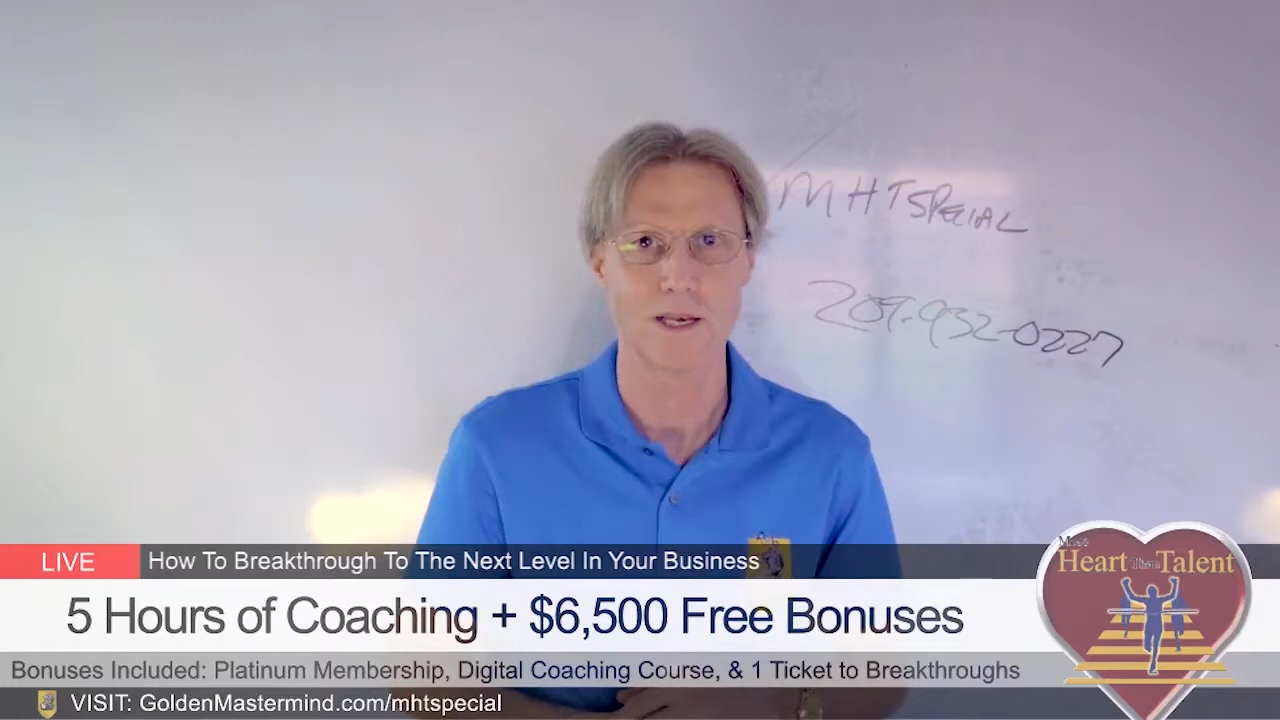 MHTSPECIAL
209-932-0227
LIVE
How To Breakthrough To The Next Level In Your Business
5 Hours of Coaching + $6,500 Free Bonuses
More
Heart Than Talent
Bonuses Included: Platinum Membership, Digital Coaching Course, & 1 Ticket to Breakthroughs
VISIT: GoldenMastermind.com/mhtspecial